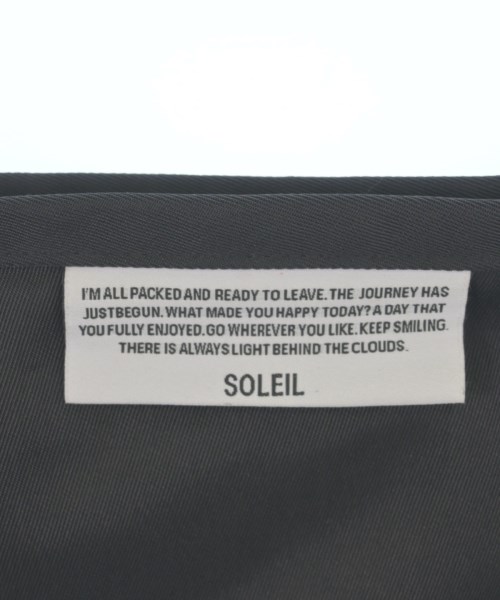 I'M ALL PACKED AND READY TO LEAVE. THE JOURNEY HAS
JUSTBEGUN. WHAT MADE YOU HAPPY TODAY? A DAY THAT
YOU FULLY ENJOYED. GO WHEREVER YOU LIKE. KEEP SMILING.
THERE IS ALWAYS LIGHT BEHIND THE CLOUDS.
SOLEIL